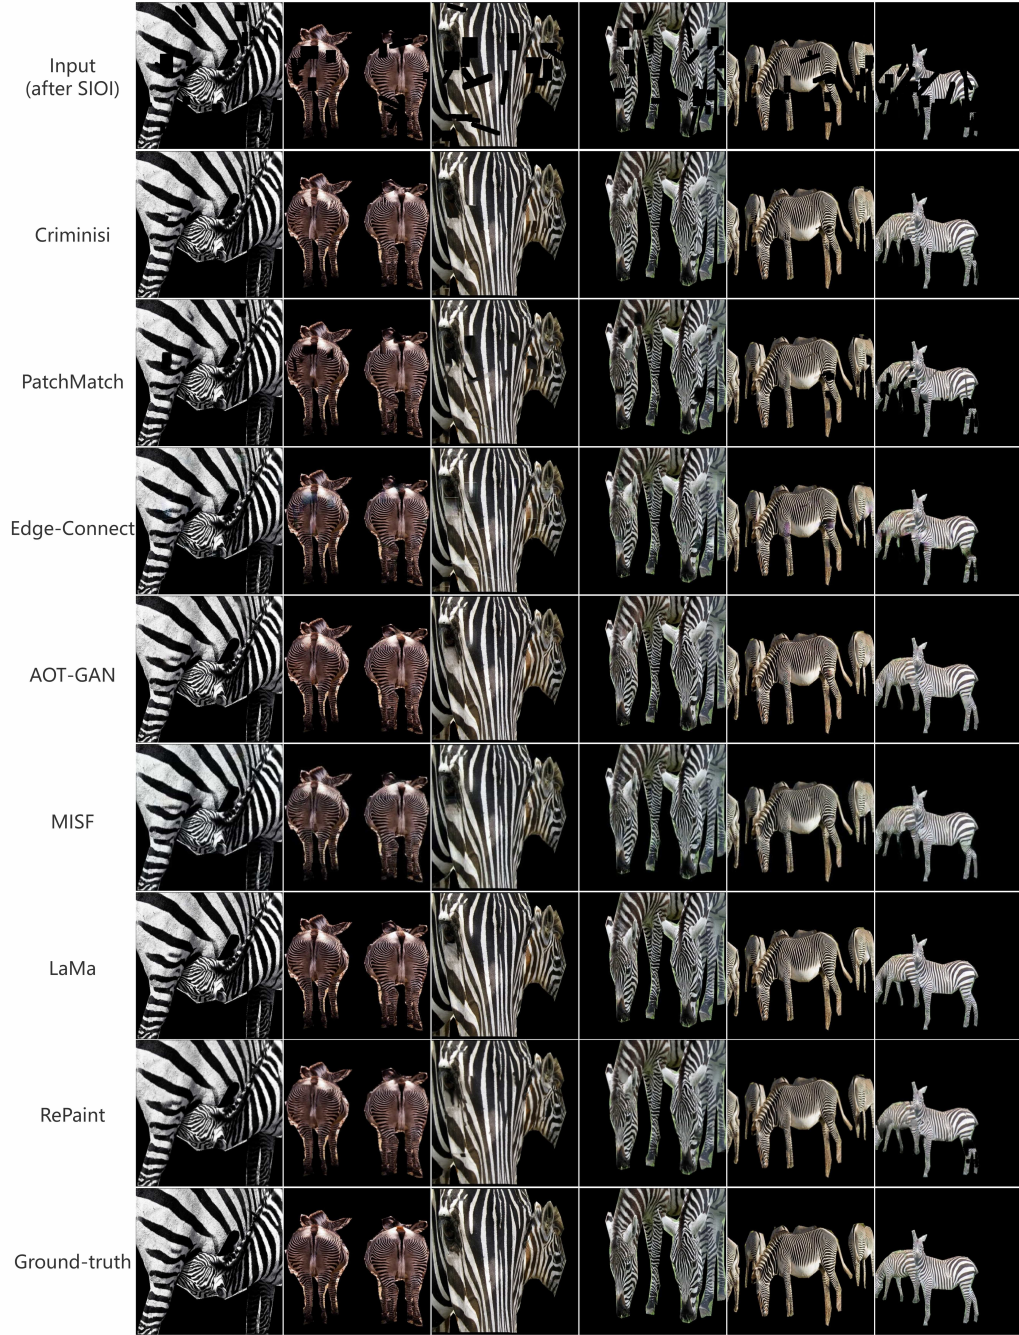 Input
(after SIOI)
Criminisi
PatchMatch
Edge-Connect
AOT-GAN
MISF
LaMa
RePaint
Ground-truth